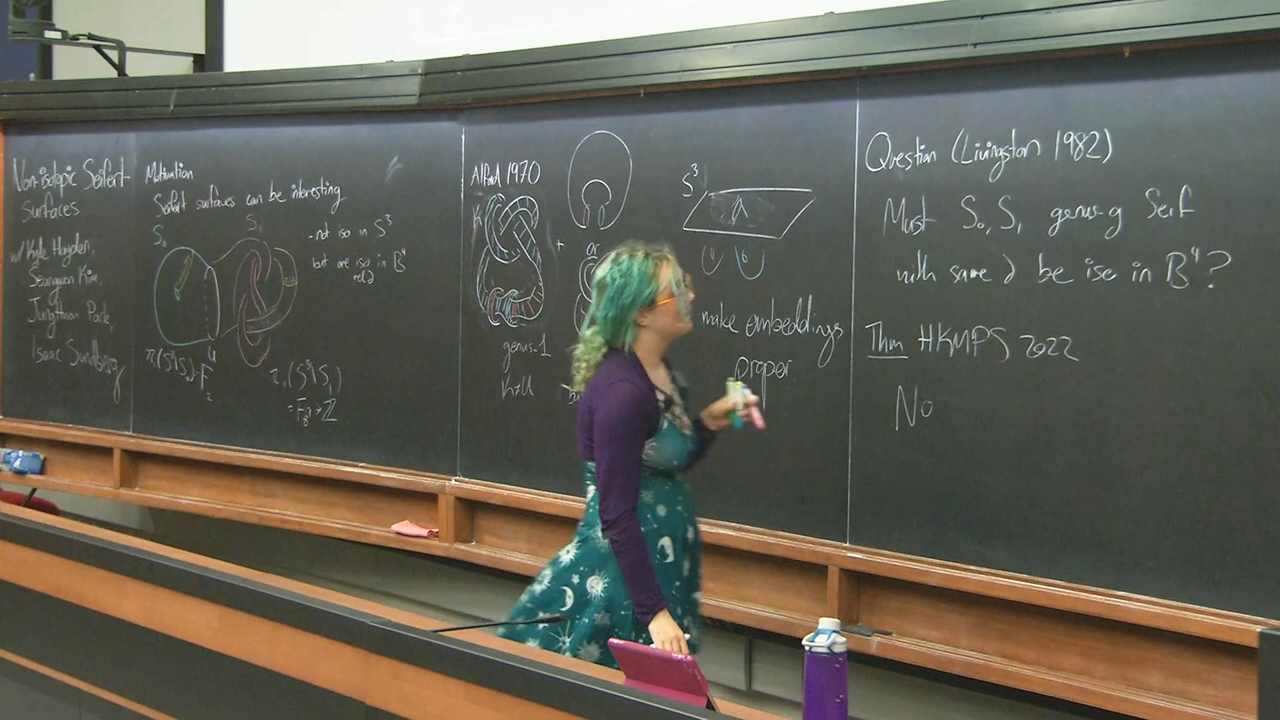 Non-isotopic Seifert
Surfaces
w/ Kyle Hayden,
Seungwon Kim,
JungHwan Park,
Isaac Sundberg
Motivation
Seifert surfaces can be interesting
S₀
S₁
-not iso in S³
but are iso in B⁴
rel ∂
U
π₁(S³\S₁)
Alford 1970
K
+
or
genus-1
K≠U
S³
make embeddings
proper
Question (Livingston 1982)
Must S₀, S₁ genus-g Seif
with same ∂ be iso in B⁴?
Thm HKMPS 2022
No